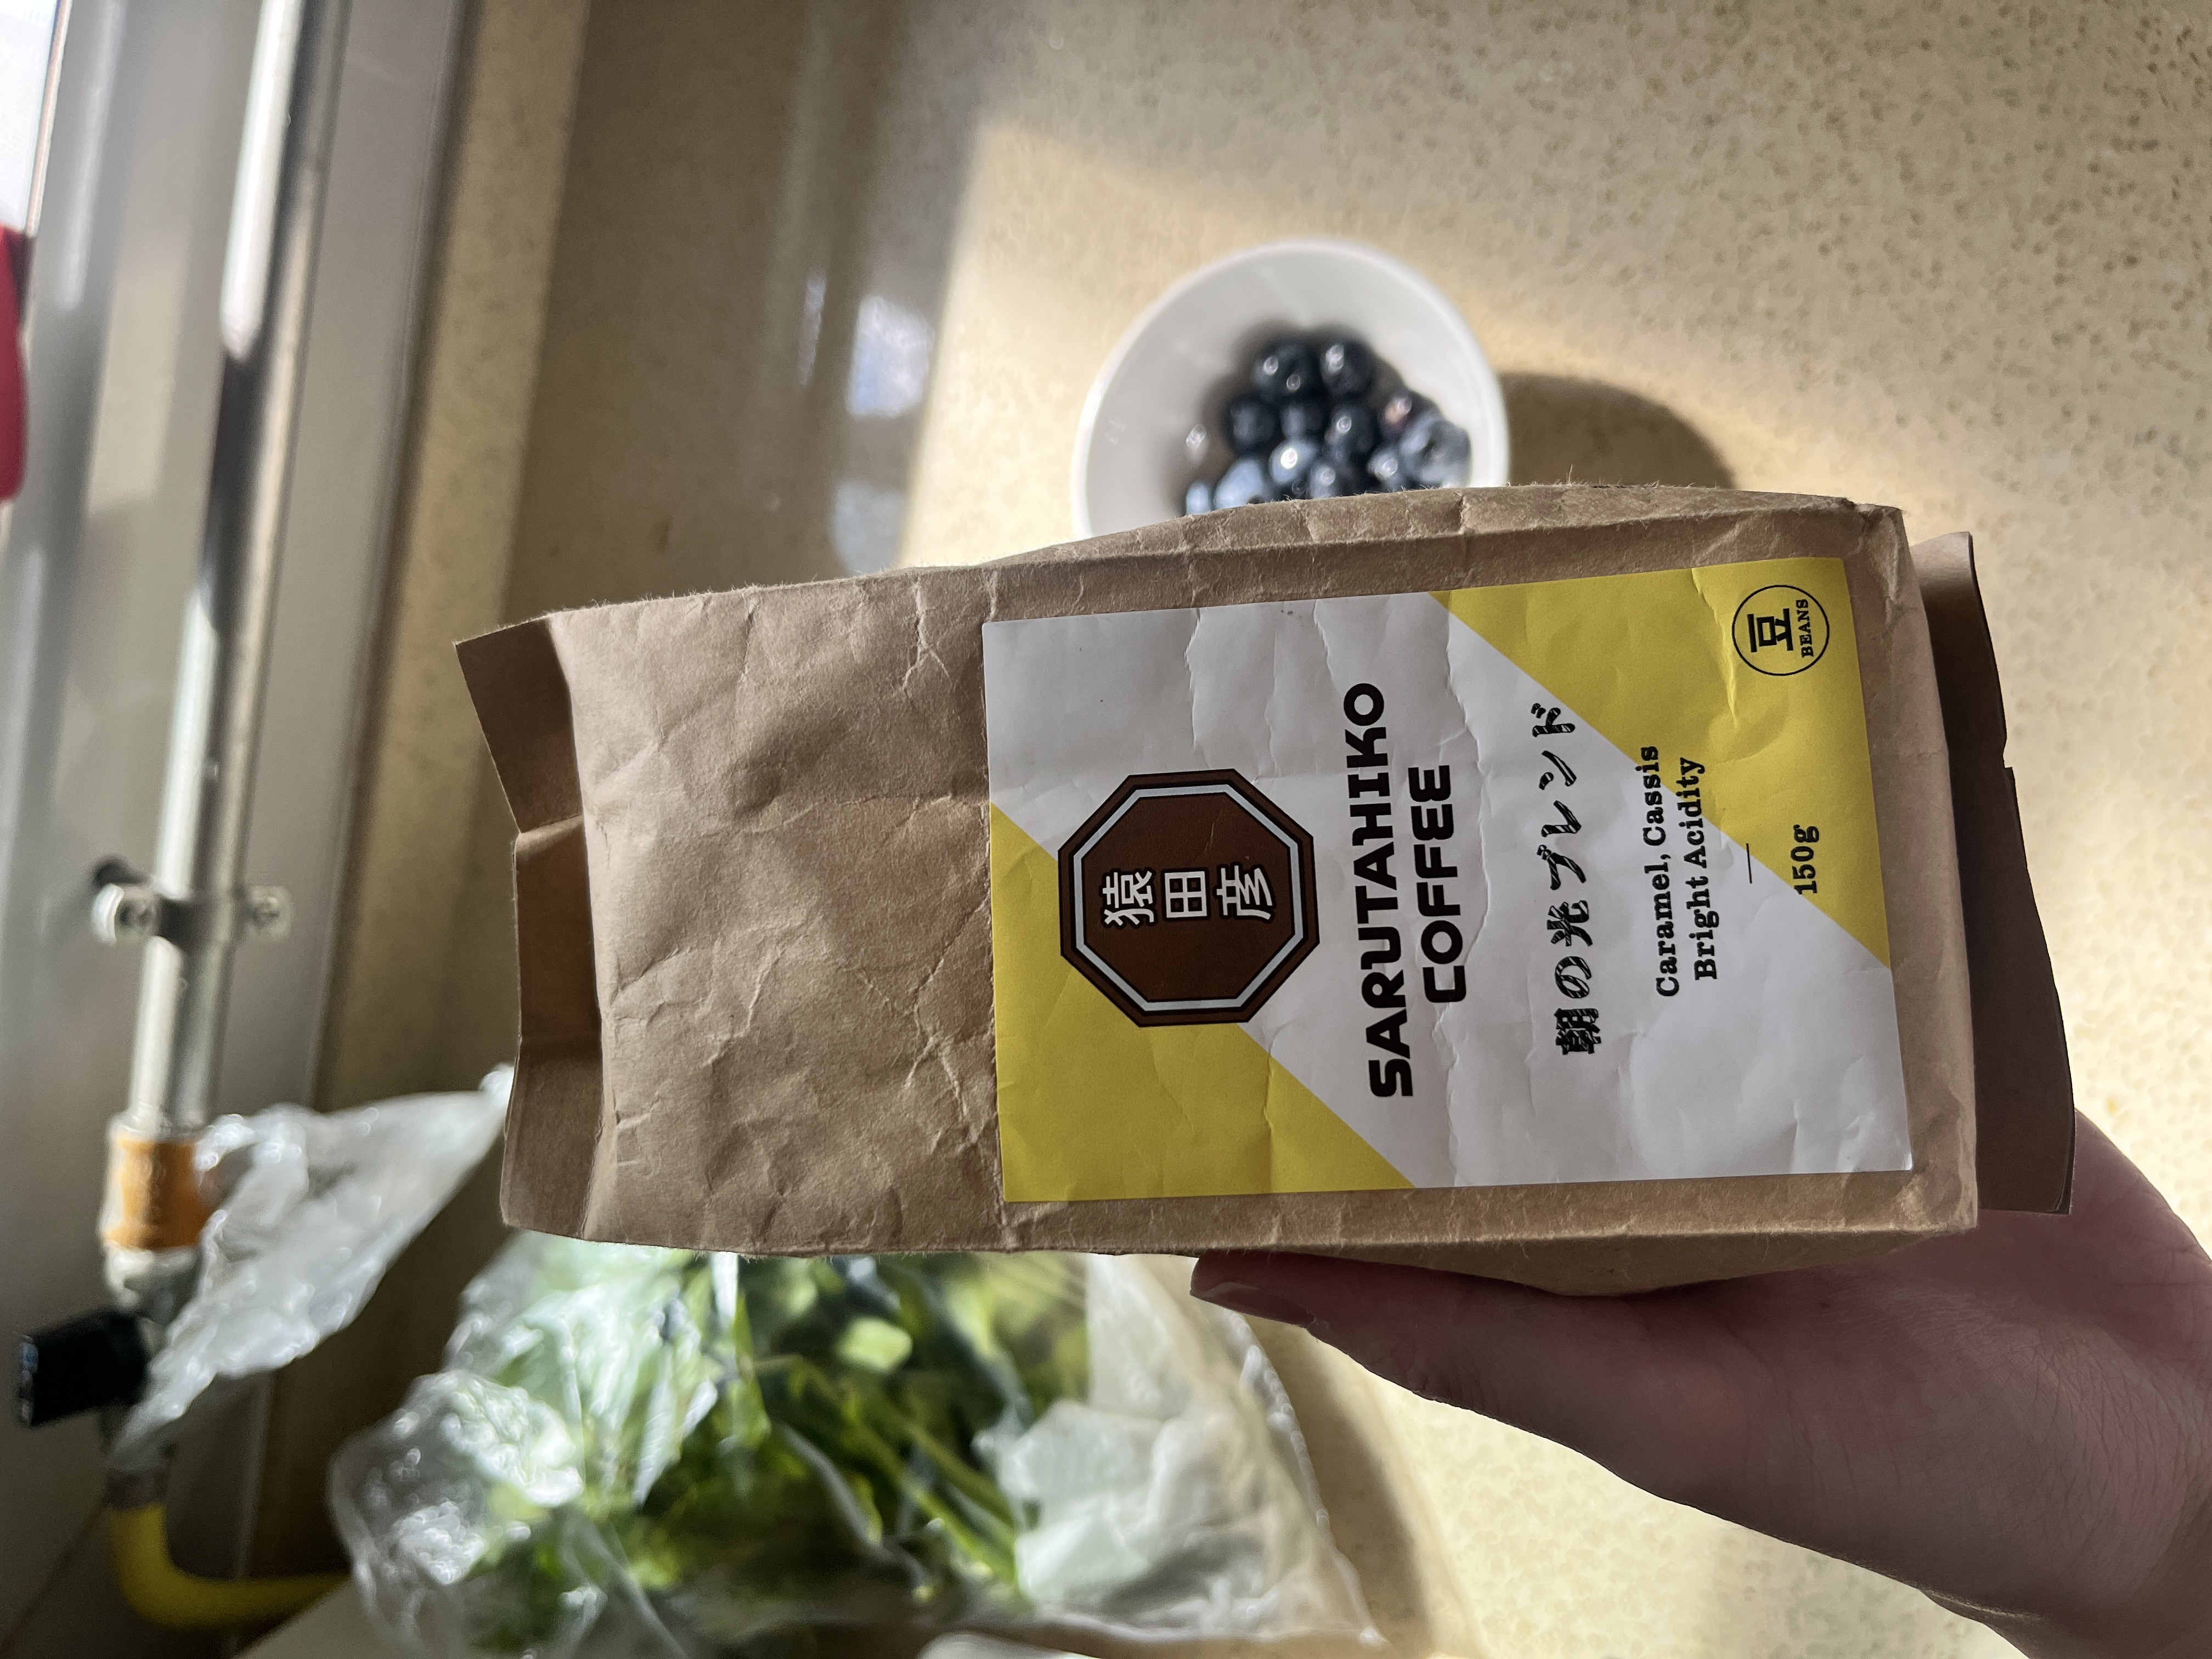 猿田彦
SARUTAHIKO
COFFEE
朝の光ブレンド
Caramel, Cassis
Bright Acidity
150g
豆
BEANS